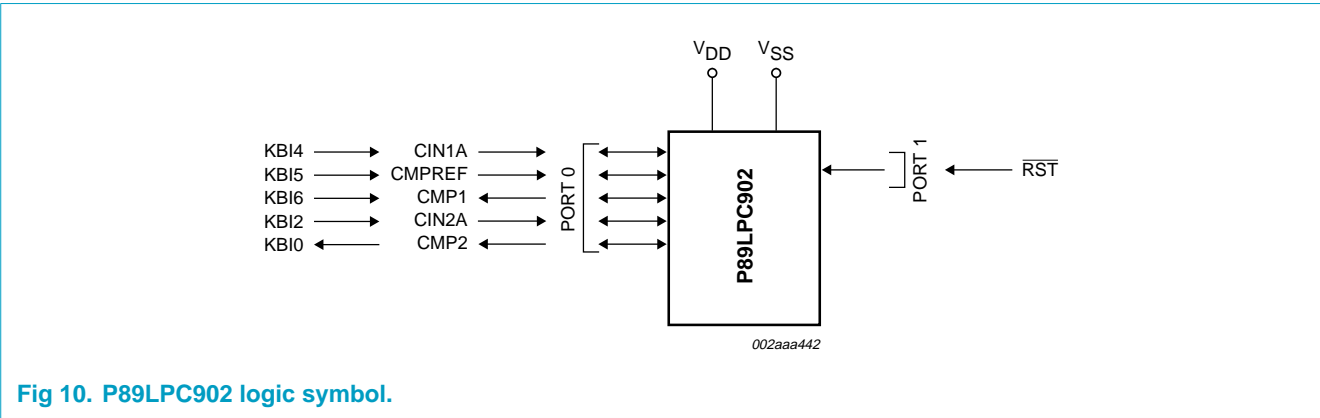 VDD VSS
KBI4 CIN1A
KBI5 CMPREF
KBI6 CMP1
KBI2 CIN2A
KBI0 CMP2
PORT 0
P89LPC902
PORT 1
RST
002aaa442
Fig 10. P89LPC902 logic symbol.